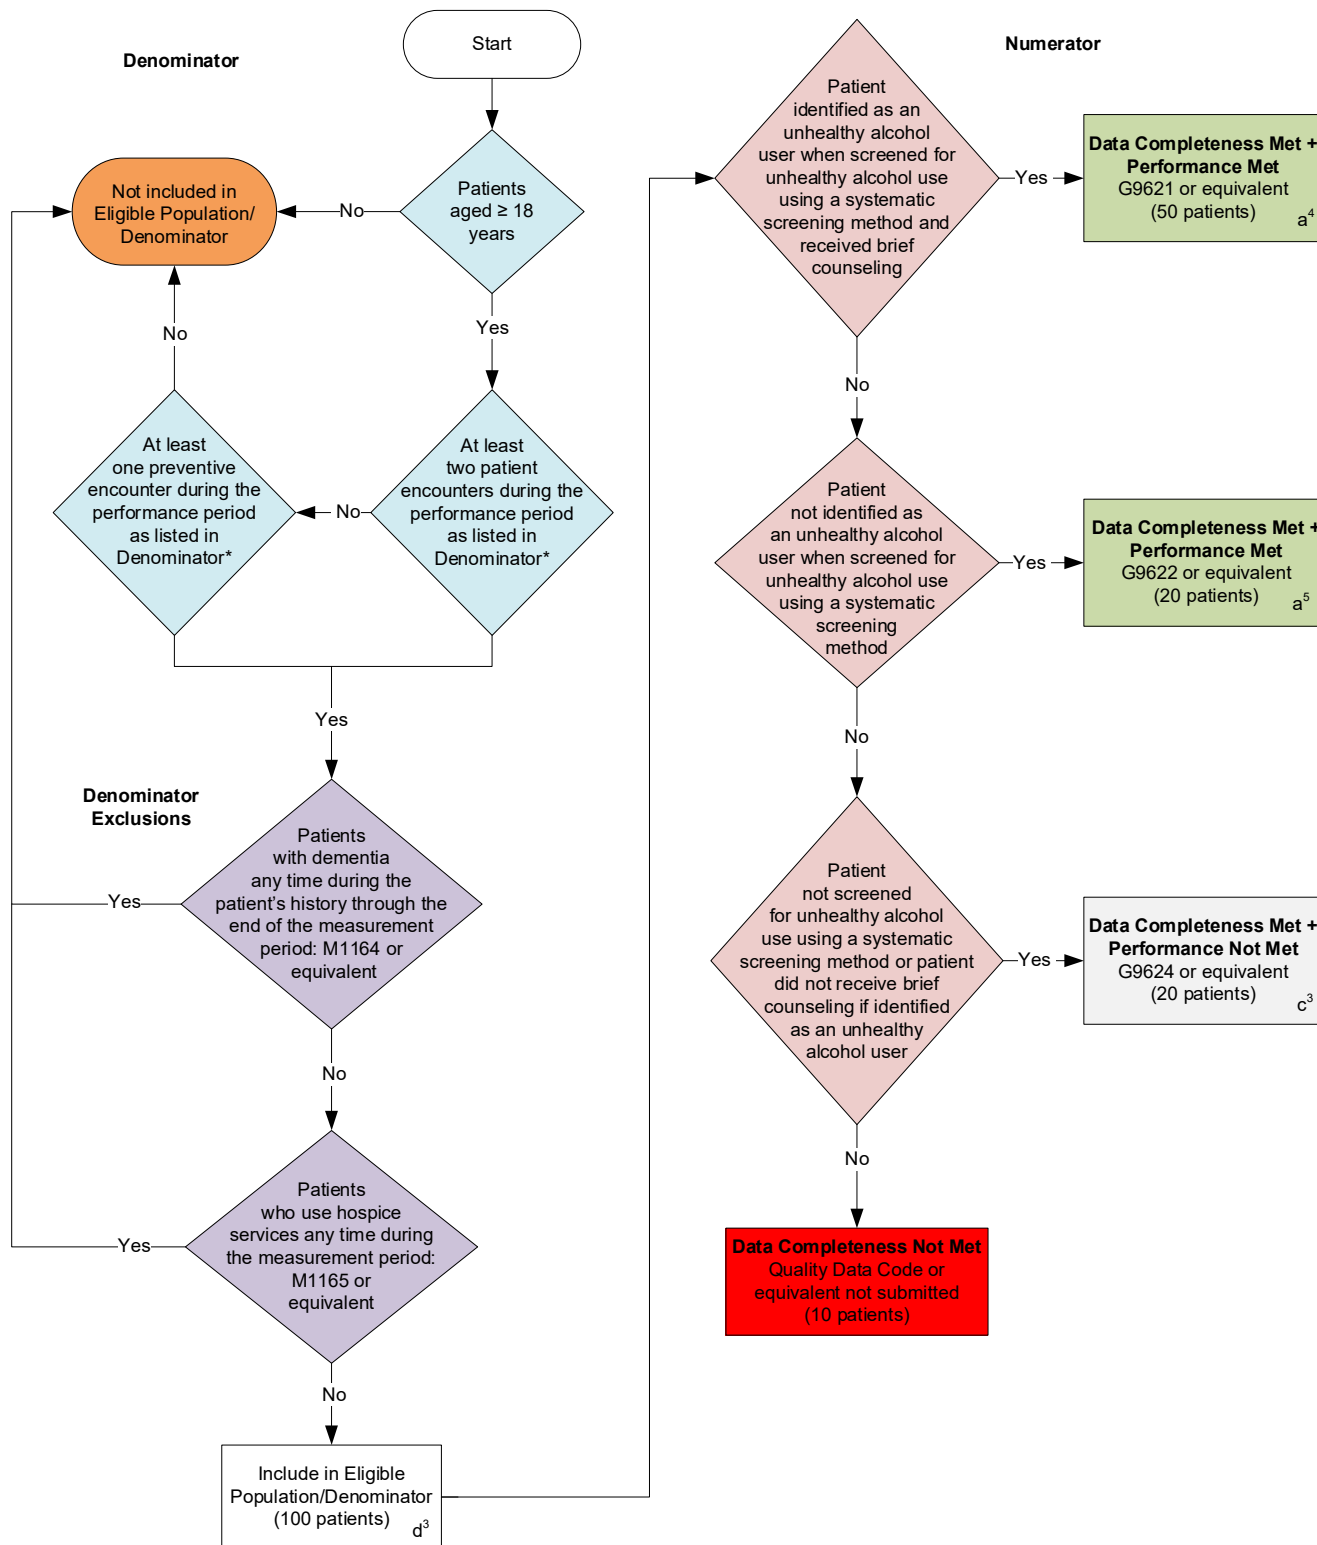 Denominator
Start
Numerator
Patients
aged ≥ 18
years
No
Not included in
Eligible Population/
Denominator
Yes
No
At least
one preventive
encounter during the
performance period
as listed in
Denominator*
No
At least
two patient
encounters during the
performance period
as listed in
Denominator*
Yes
Denominator
Exclusions
Patients
with dementia
any time during the
patient's history through the
end of the measurement
period: M1164 or
equivalent
Yes
No
Patients
who use hospice
services any time during
the measurement period:
M1165 or
equivalent
Yes
No
Include in Eligible
Population/Denominator
(100 patients)
d³
Patient
identified as an
unhealthy alcohol
user when screened for
unhealthy alcohol use
using a systematic
screening method and
received brief
counseling
Yes
Data Completeness Met +
Performance Met
G9621 or equivalent
(50 patients)
a⁴
No
Patient
not identified as
an unhealthy alcohol
user when screened for
unhealthy alcohol use
using a systematic
screening
method
Yes
Data Completeness Met +
Performance Met
G9622 or equivalent
(20 patients)
a⁵
No
Patient
not screened
for unhealthy alcohol
use using a systematic
screening method or patient
did not receive brief
counseling if identified
as an unhealthy
alcohol user
Yes
Data Completeness Met +
Performance Not Met
G9624 or equivalent
(20 patients)
c³
No
Data Completeness Not Met
Quality Data Code or
equivalent not submitted
(10 patients)